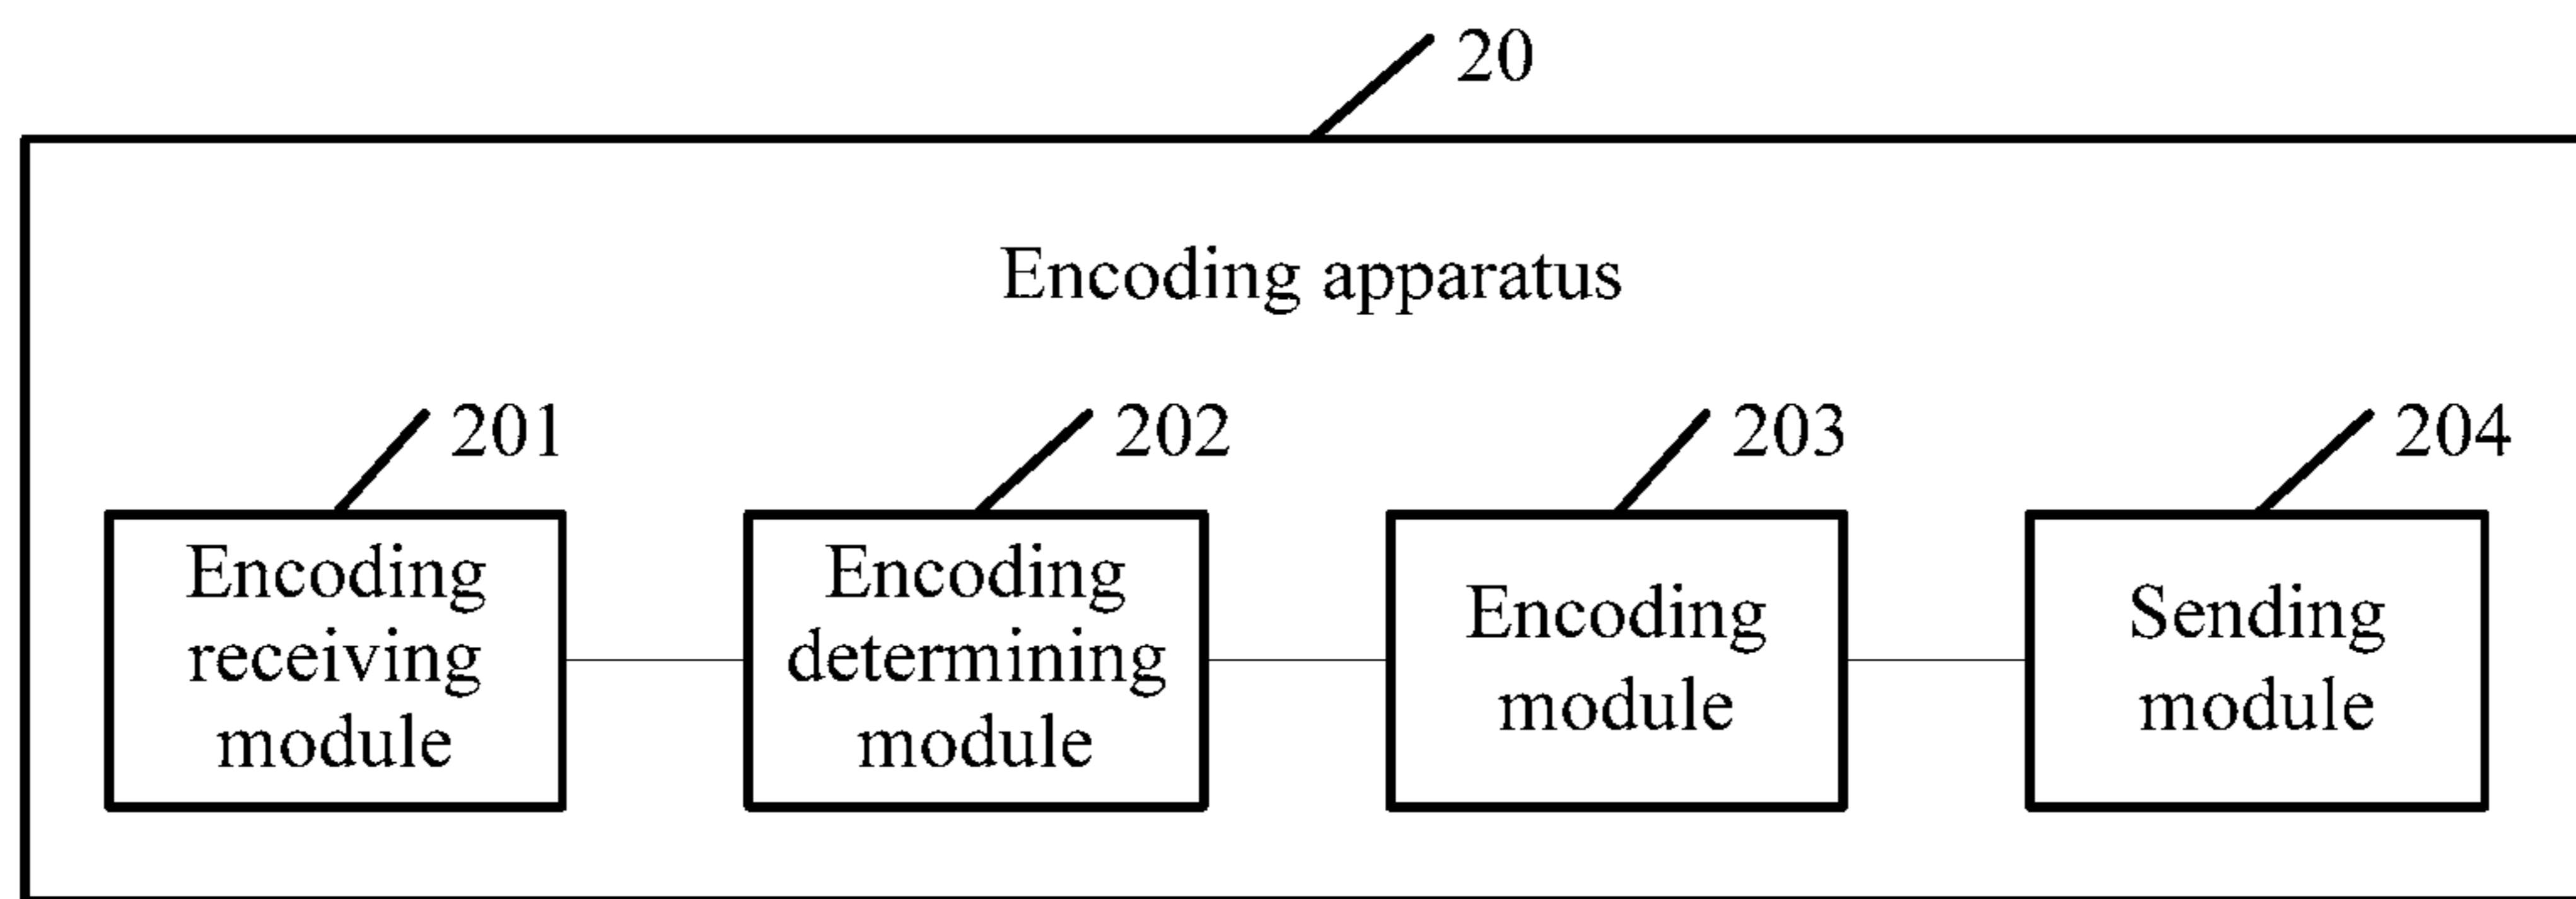 20
Encoding apparatus
201
202
203
204
Encoding
receiving
module
Encoding
determining
module
Encoding
module
Sending
module